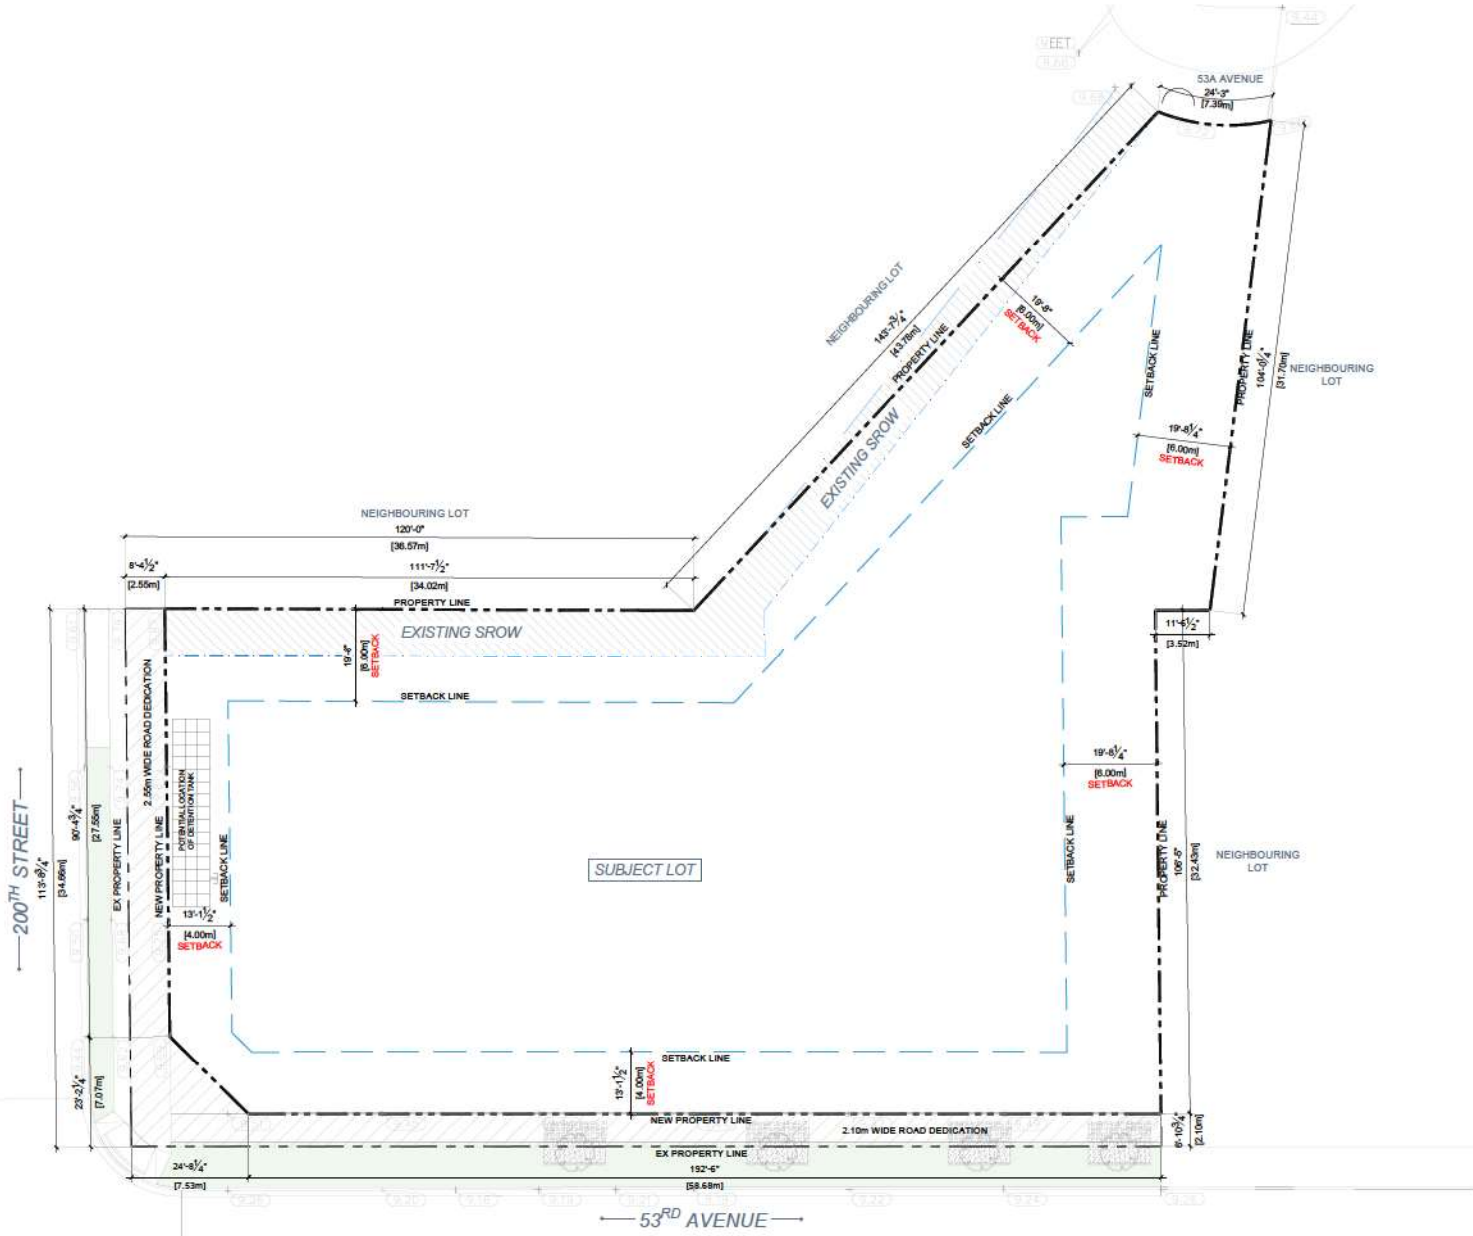 53A AVENUE
24'-3"
[7.39m]
NEIGHBOURING LOT
143'-7¾"
[43.78m]
PROPERTY LINE
19'-8"
[6.00m]
SETBACK
SETBACK LINE
EXISTING SROW
SETBACK LINE
PROPERTY LINE
104'-0¼"
[31.70m]
NEIGHBOURING
LOT
19'-8¼"
[6.00m]
SETBACK
NEIGHBOURING LOT
120'-0"
[36.57m]
8'-4½"
[2.55m]
111'-7½"
[34.02m]
PROPERTY LINE
EXISTING SROW
19'-8"
[6.00m]
SETBACK
SETBACK LINE
[3.52m]
2.55m WIDE ROAD DEDICATION
POTENTIAL LOCATION
OF DETENTION TANK
200TH STREET
113'-8¾"
[34.66m]
90'-4¾"
[27.55m]
EX PROPERTY LINE
NEW PROPERTY LINE
SETBACK LINE
13'-1½"
[4.00m]
SETBACK
SUBJECT LOT
19'-8¼"
[6.00m]
SETBACK
SETBACK LINE
PROPERTY LINE
[32.43m]
NEIGHBOURING
LOT
23'-2¼"
[7.07m]
13'-1½"
[4.00m]
SETBACK
SETBACK LINE
NEW PROPERTY LINE
2.10m WIDE ROAD DEDICATION
6'-10¾"
[2.10m]
EX PROPERTY LINE
24'-8¼"
[7.53m]
192'-6"
[58.68m]
53RD AVENUE